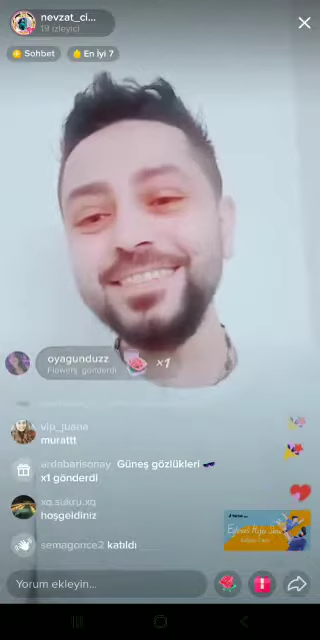 nevzat_ci...
19 izleyici
Sohbet
En İyi 7
oyagunduzz
Flowers gönderdi
×1
vip_juana
murattt
ardabarisonay Güneş gözlükleri
x1 gönderdi
xq.sukru.xq
hoşgeldiniz
semagonce2 katıldı
Yorum ekleyin...